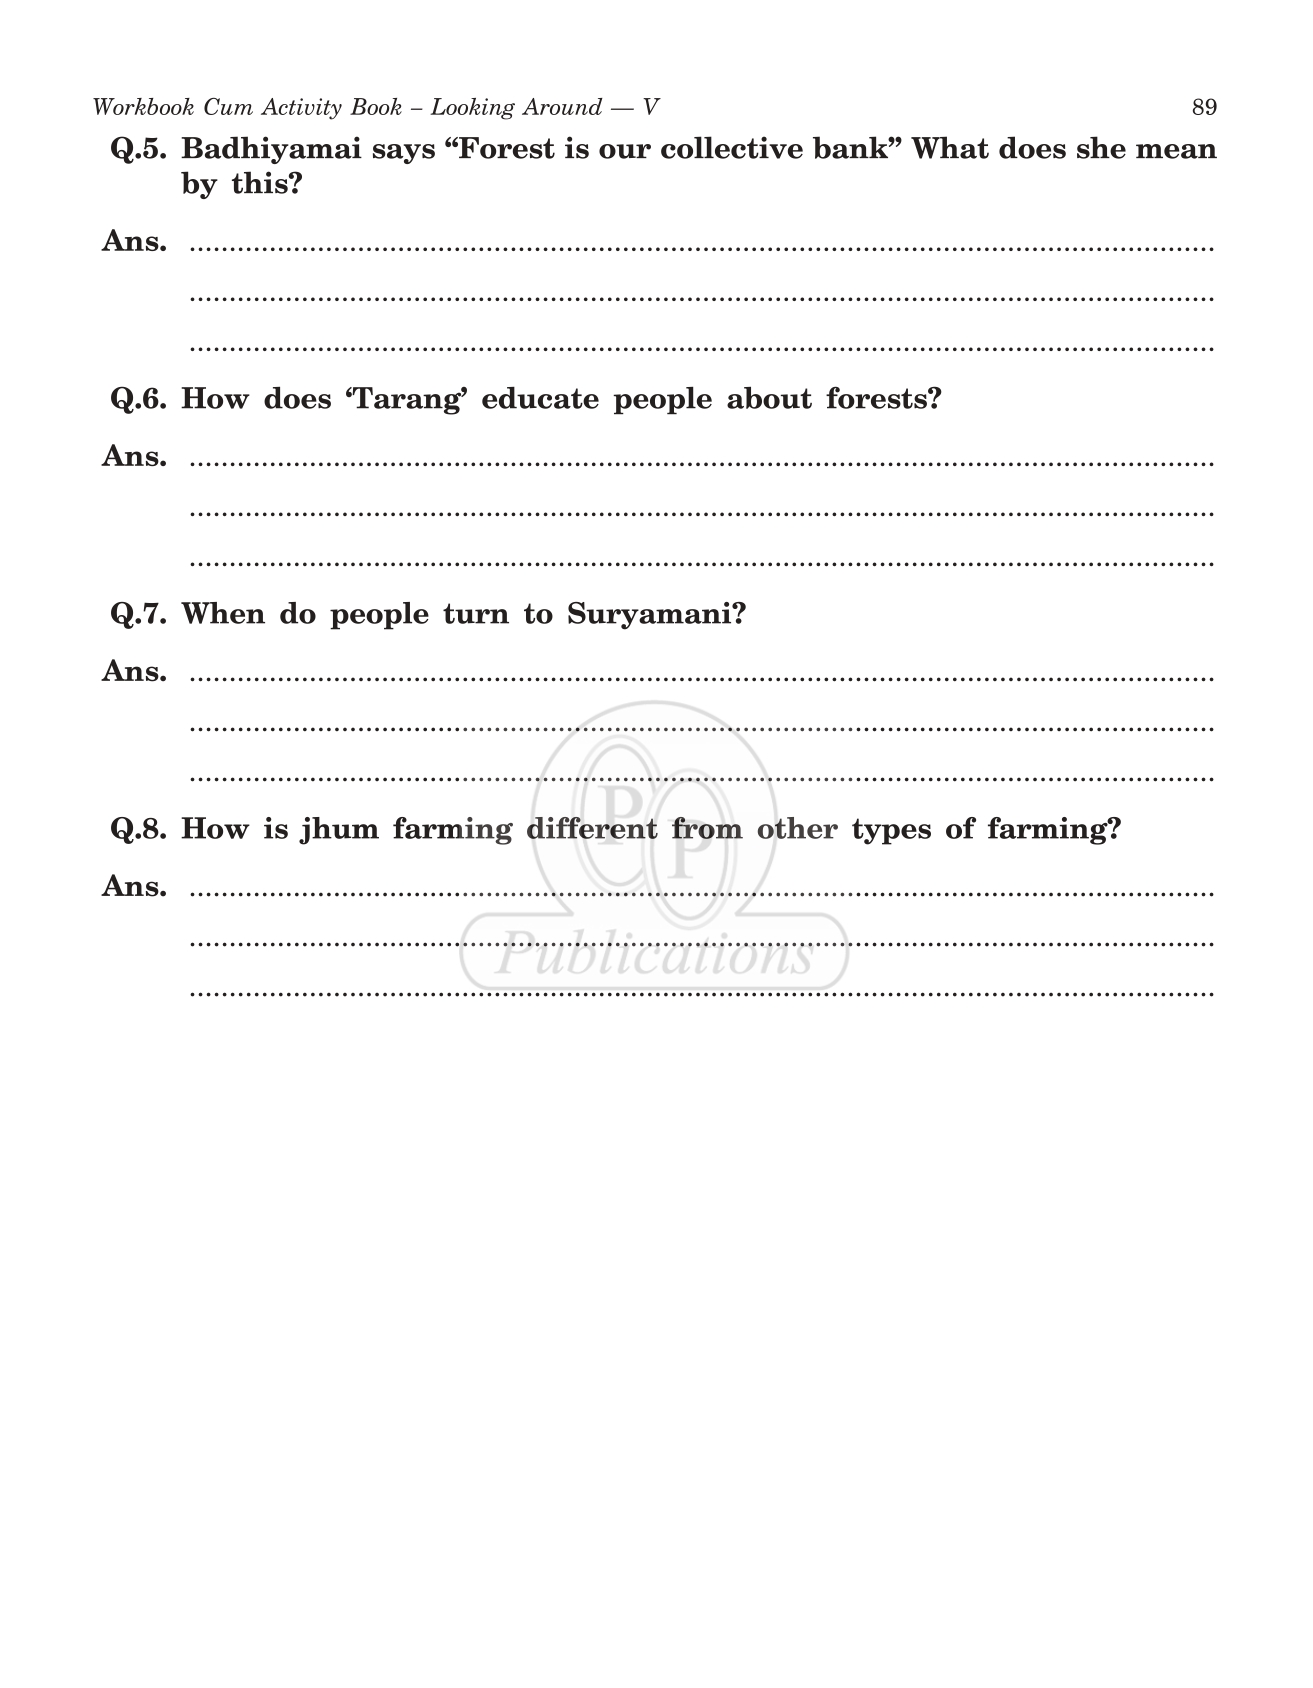 Workbook Cum Activity Book – Looking Around — V 89
Q.5. Badhiyamai says “Forest is our collective bank” What does she mean
by this?
Ans. ................................................................................................................................
................................................................................................................................
................................................................................................................................
Q.6. How does ‘Tarang’ educate people about forests?
Ans. ................................................................................................................................
................................................................................................................................
................................................................................................................................
Q.7. When do people turn to Suryamani?
Ans. ................................................................................................................................
................................................................................................................................
................................................................................................................................
Q.8. How is jhum farming different from other types of farming?
Ans. ................................................................................................................................
................................................................................................................................
................................................................................................................................
PP
Publications